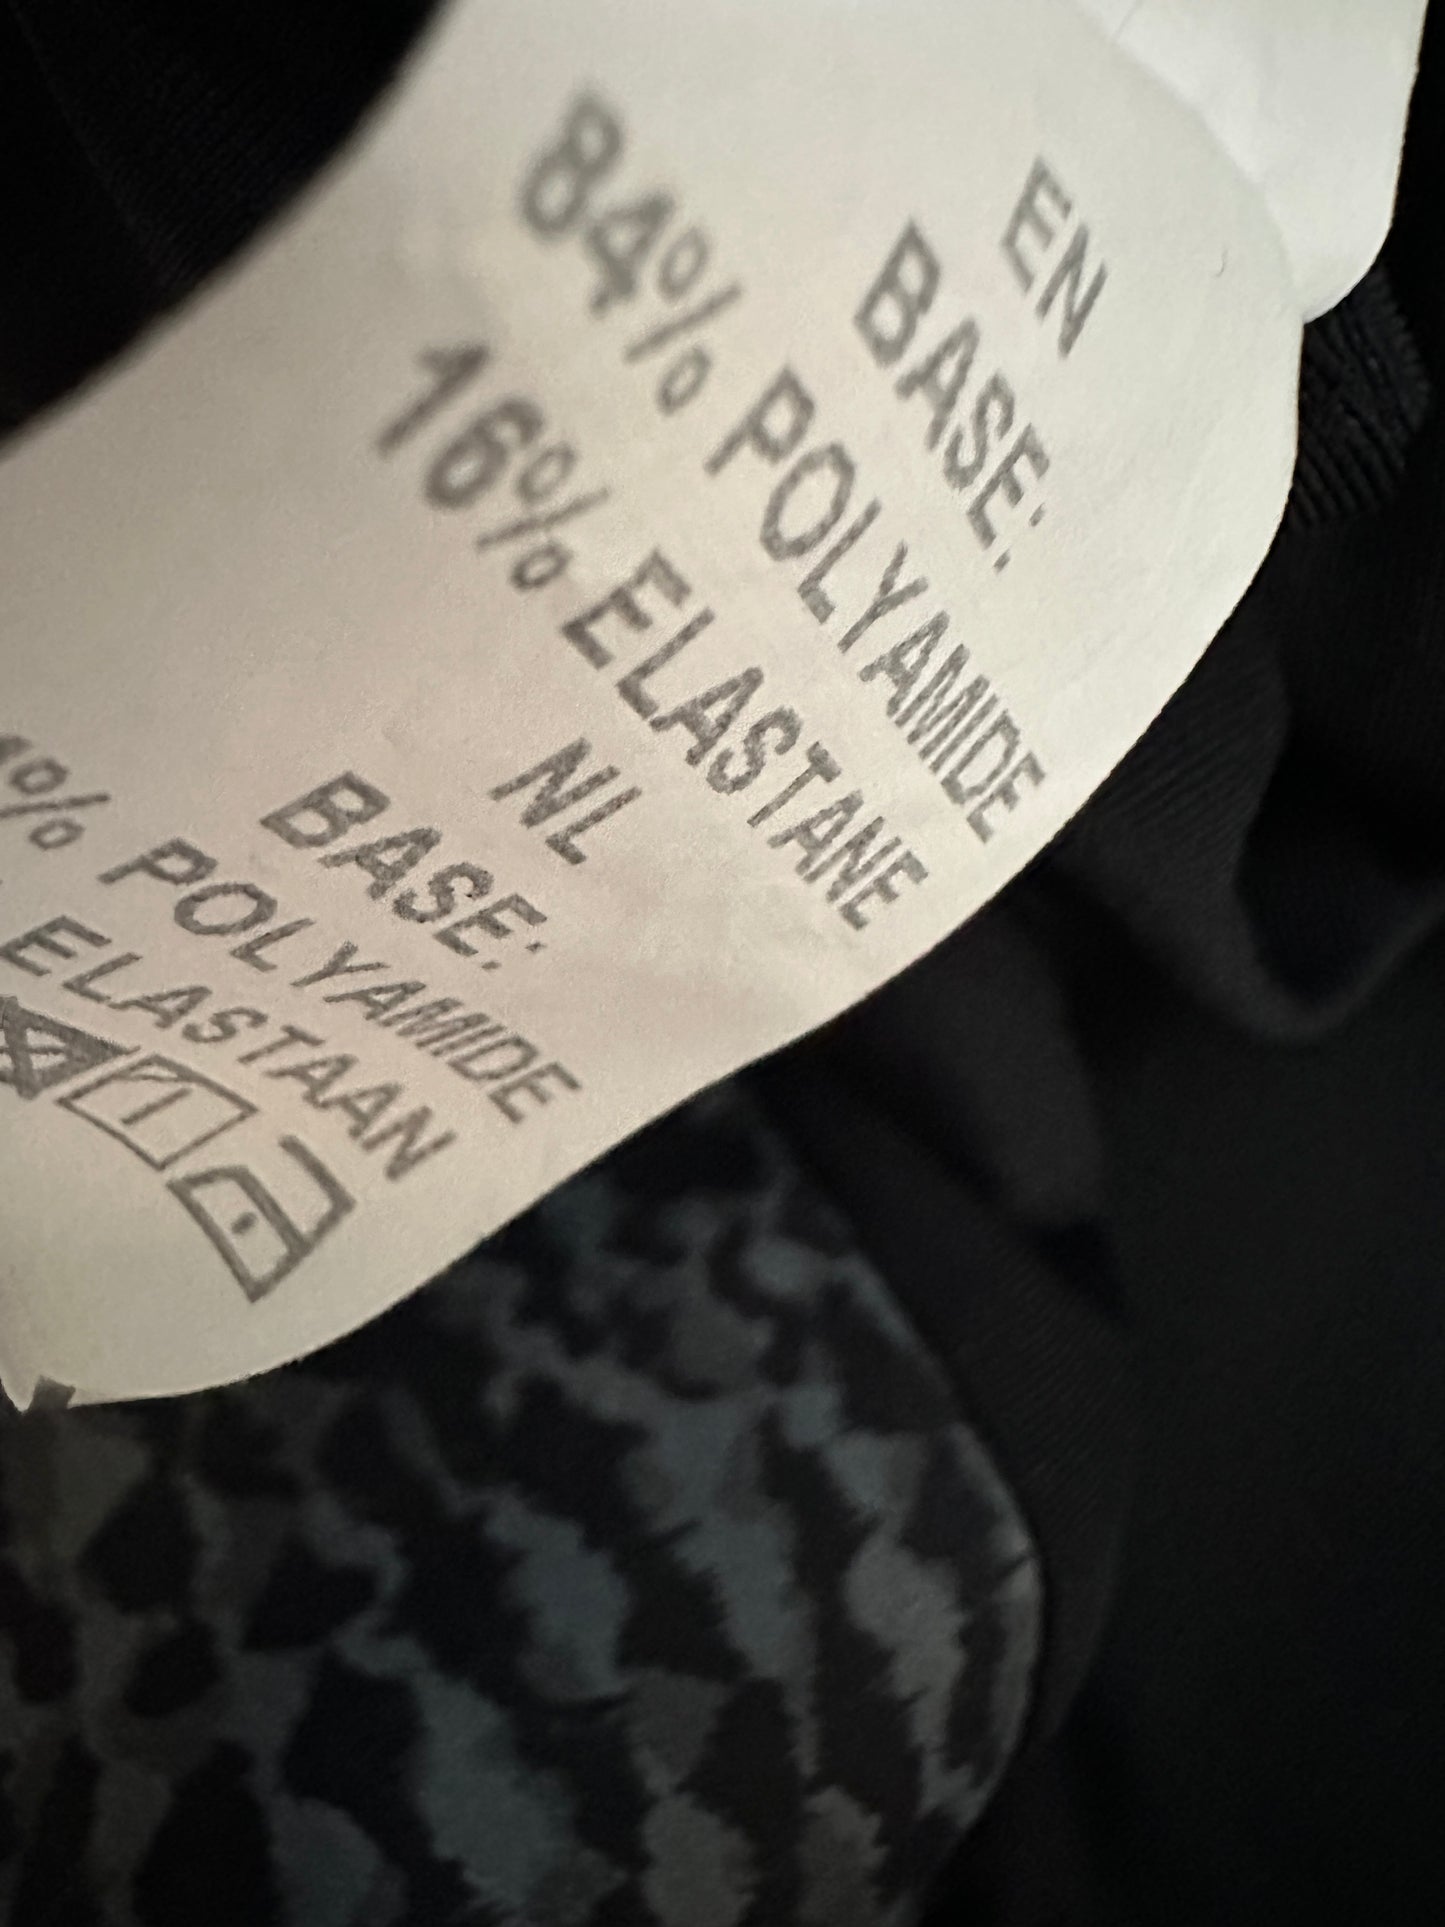 EN
BASE:
84% POLYAMIDE
16% ELASTANE
NL
BASE:
% POLYAMIDE
ELASTAAN